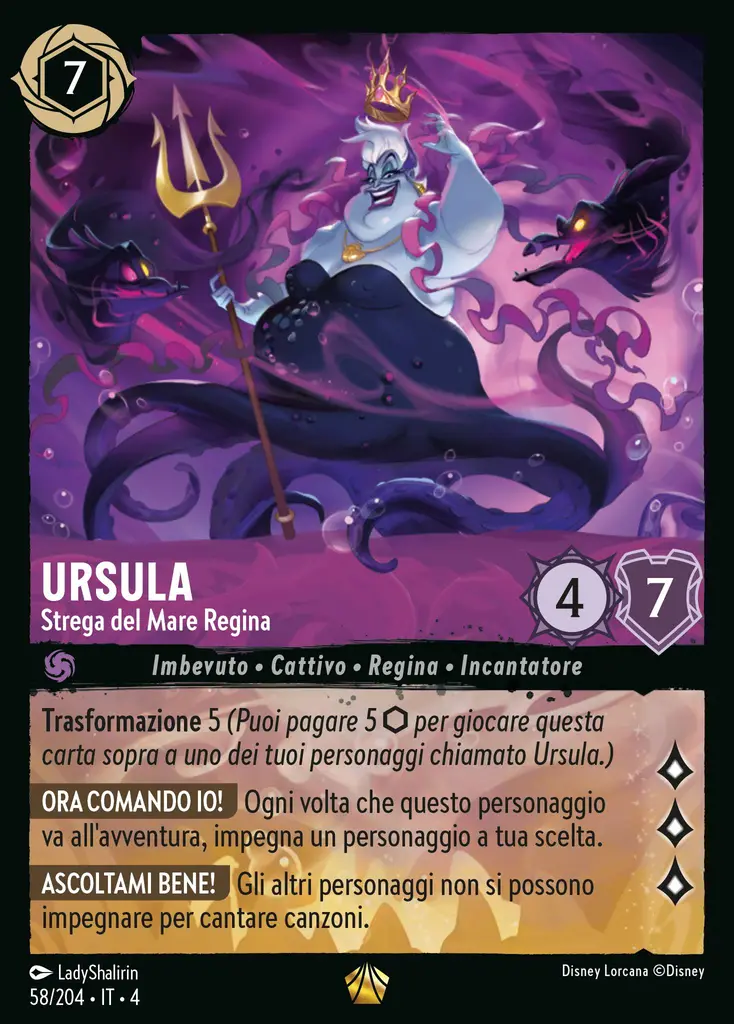 7
URSULA
Strega del Mare Regina
4
7
Imbevuto • Cattivo • Regina • Incantatore
Trasformazione 5 (Puoi pagare 5 per giocare questa
carta sopra a uno dei tuoi personaggi chiamato Ursula.)
ORA COMANDO IO! Ogni volta che questo personaggio
va all'avventura, impegna un personaggio a tua scelta.
ASCOLTAMI BENE! Gli altri personaggi non si possono
impegnare per cantare canzoni.
LadyShalirin
Disney Lorcana ©Disney
58/204 • IT • 4